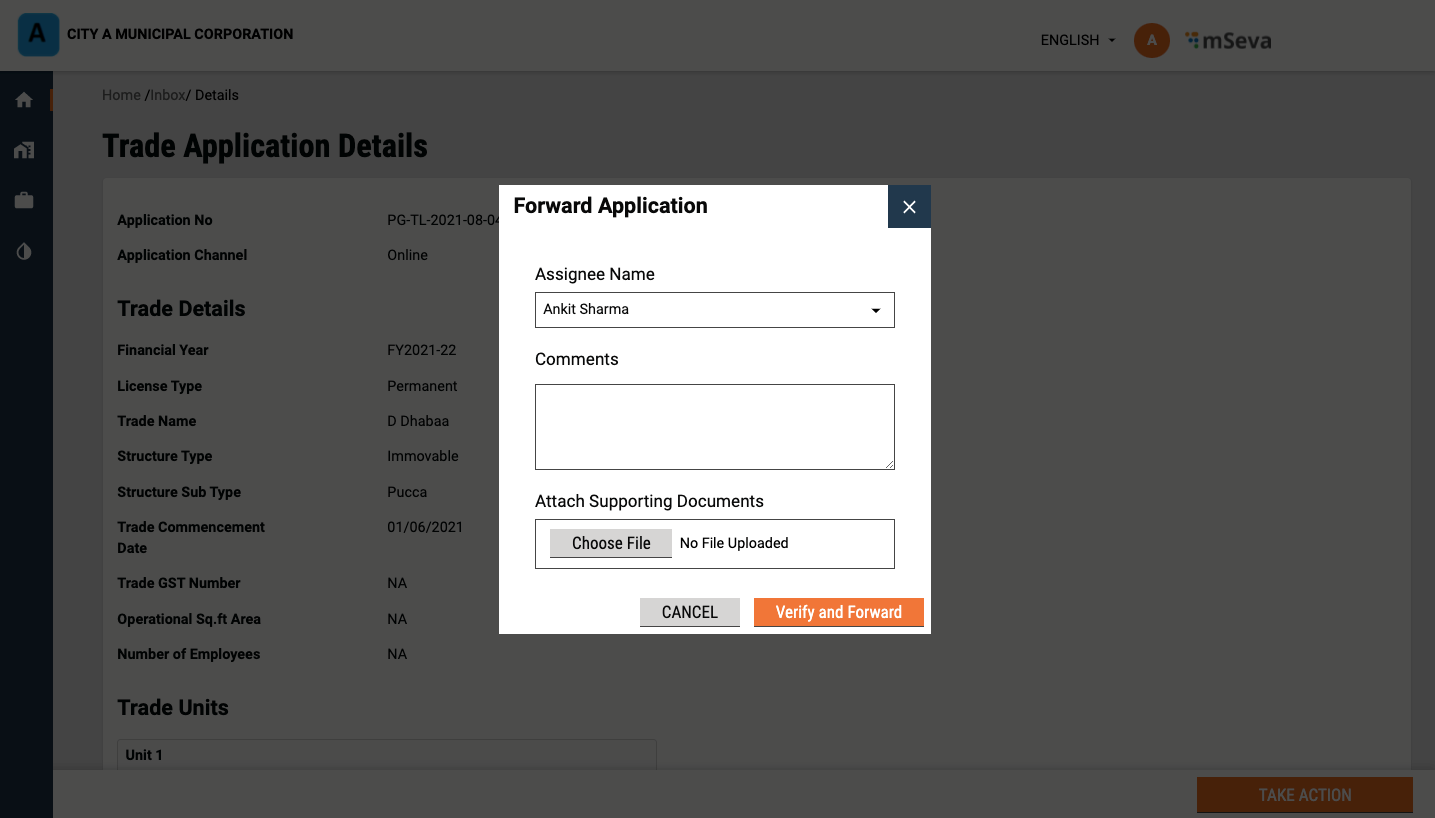 A CITY A MUNICIPAL CORPORATION
ENGLISH A mSeva
Home /Inbox/ Details
Trade Application Details
Application No PG-TL-2021-08-04
Application Channel Online
Trade Details
Financial Year FY2021-22
License Type Permanent
Trade Name D Dhabaa
Structure Type Immovable
Structure Sub Type Pucca
Trade Commencement
Date
01/06/2021
Trade GST Number NA
Operational Sq.ft Area NA
Number of Employees NA
Trade Units
Unit 1
Forward Application
Assignee Name
Ankit Sharma
Comments
Attach Supporting Documents
Choose File No File Uploaded
CANCEL Verify and Forward
TAKE ACTION